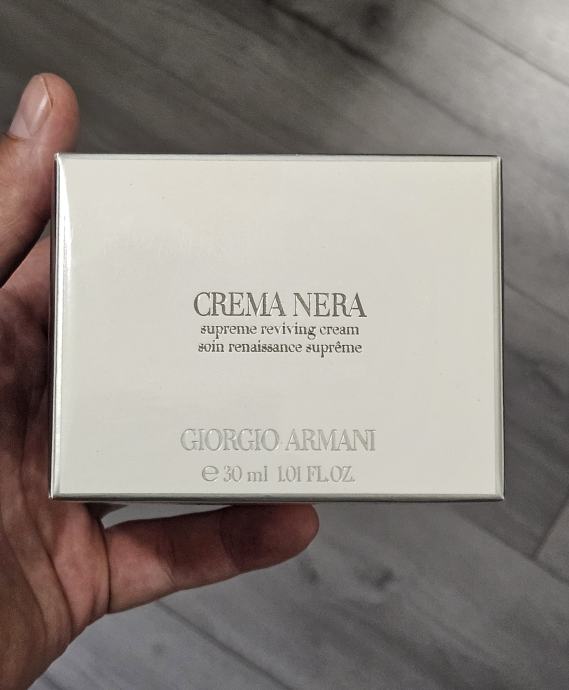 CREMA NERA
supreme reviving cream
soin renaissance suprême
GIORGIO ARMANI
℮ 30 ml 1.01 FL.OZ.